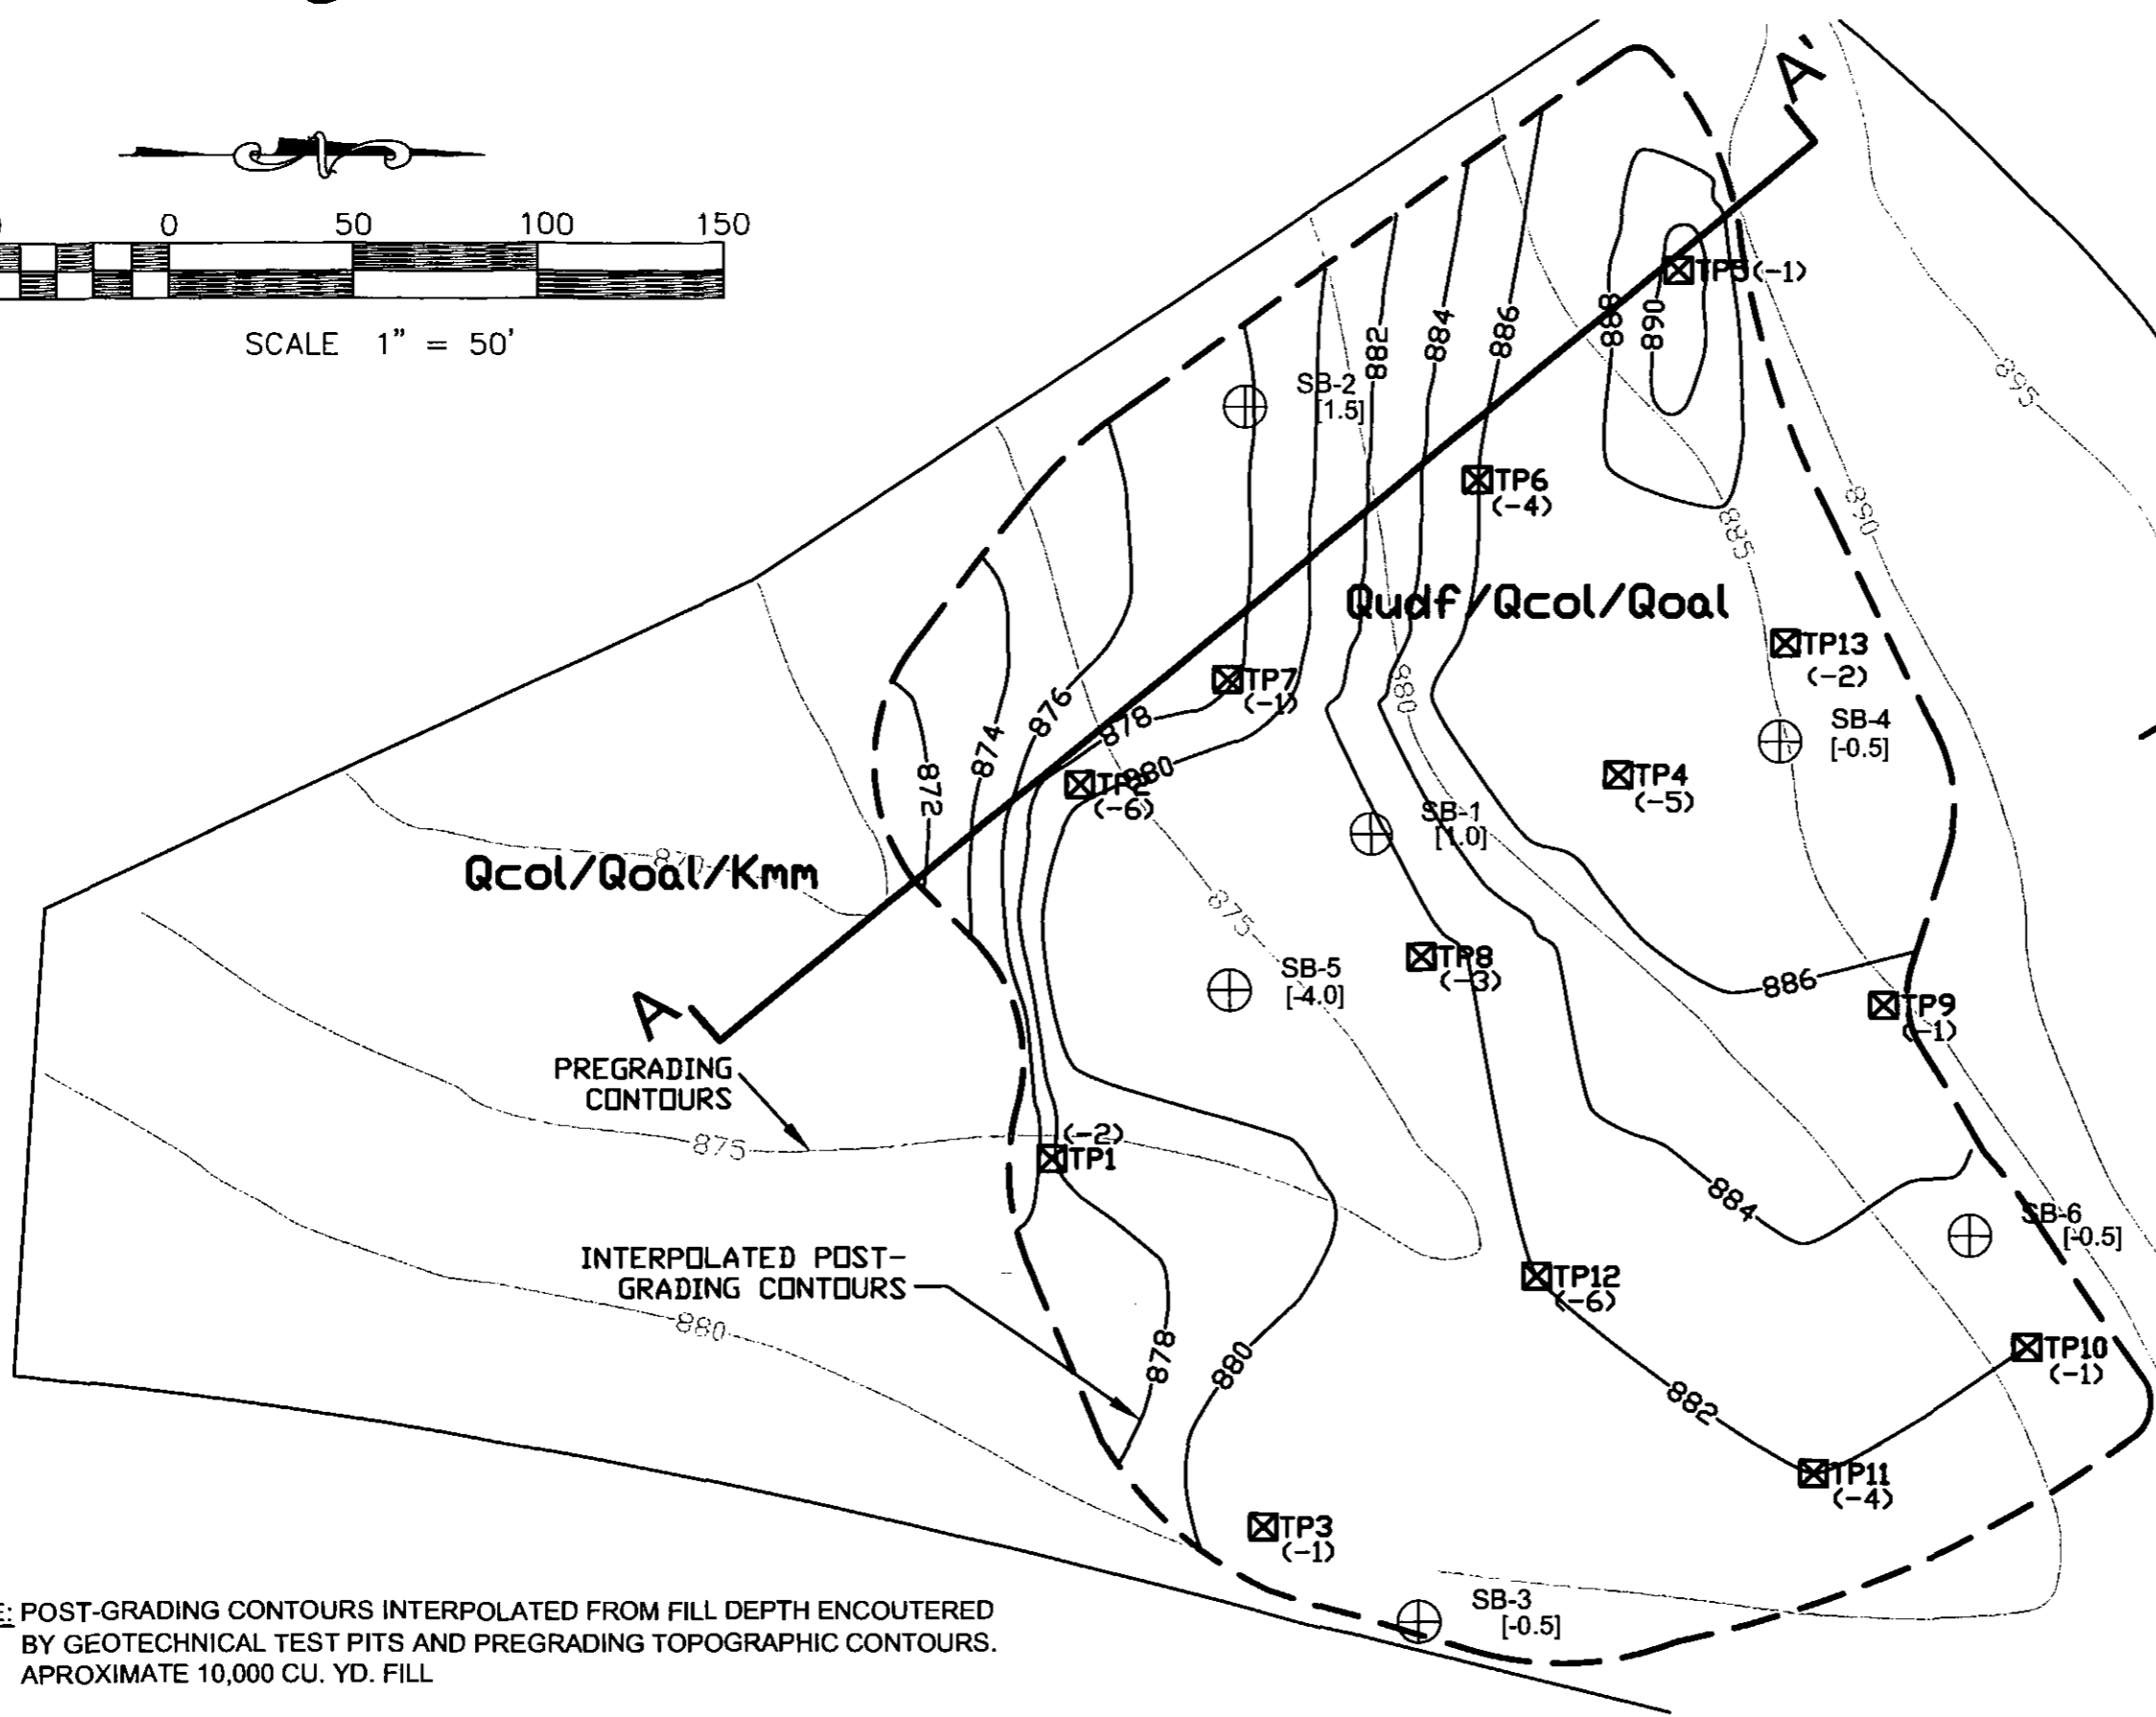 A'
0 50 100 150
SCALE 1" = 50'
TP5(-1)
888
890
886
884
882
895
SB-2
[1.5]
TP6
(-4)
885
890
Qudf/Qcol/Qoal
TP13
(-2)
880
TP7
(-1)
876
878
874
872
SB-4
[-0.5]
TP2
(-6)
880
TP4
(-5)
SB-1
[1.0]
870
Qcol/Qoal/Kmm
875
SB-5
[-4.0]
TP8
(-3)
886
TP9
(-1)
A
PREGRADING
CONTOURS
875
(-2)
TP1
884
SB-6
[-0.5]
INTERPOLATED POST-
GRADING CONTOURS
880
878
880
TP12
(-6)
TP10
(-1)
882
TP11
(-4)
TP3
(-1)
SB-3
[-0.5]
E: POST-GRADING CONTOURS INTERPOLATED FROM FILL DEPTH ENCOUTERED
BY GEOTECHNICAL TEST PITS AND PREGRADING TOPOGRAPHIC CONTOURS.
APROXIMATE 10,000 CU. YD. FILL